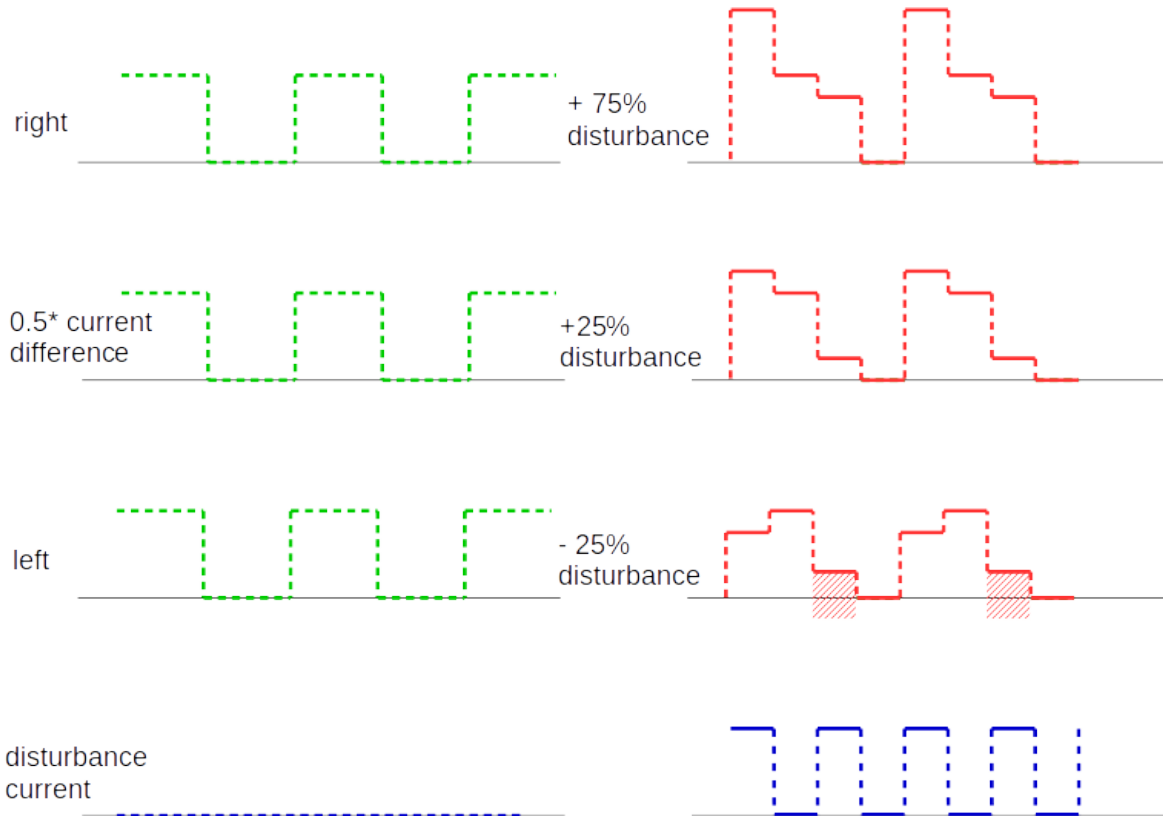 right
+ 75%
disturbance
0.5* current
difference
+25%
disturbance
left
- 25%
disturbance
disturbance
current